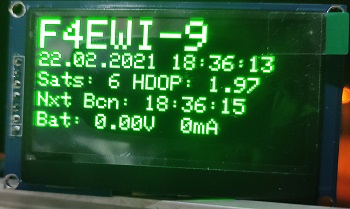 F4EWI-9
22.02.2021 18:36:13
Sats: 6 HDOP: 1.97
Nxt Bcn: 18:36:15
Bat: 0.00V 0mA